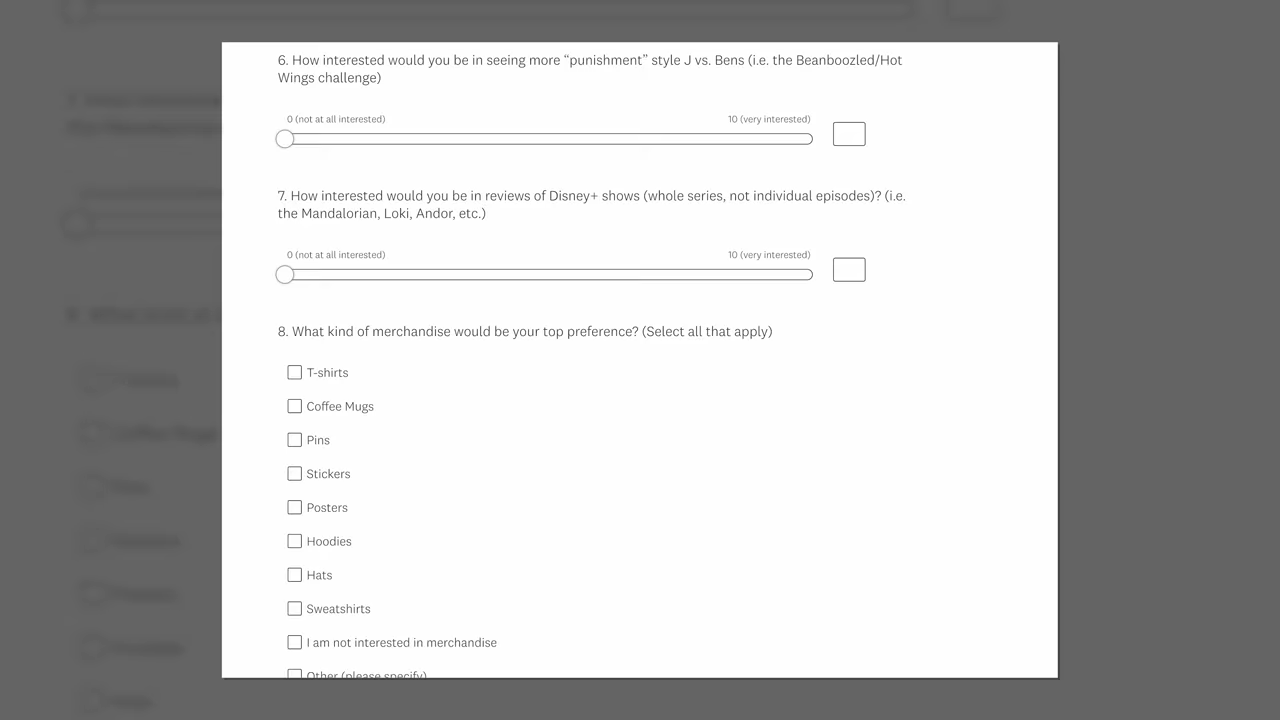 6. How interested would you be in seeing more “punishment” style J vs. Bens (i.e. the Beanboozled/Hot
Wings challenge)
0 (not at all interested)
10 (very interested)
7. How interested would you be in reviews of Disney+ shows (whole series, not individual episodes)? (i.e.
the Mandalorian, Loki, Andor, etc.)
0 (not at all interested)
10 (very interested)
8. What kind of merchandise would be your top preference? (Select all that apply)
T-shirts
Coffee Mugs
Pins
Stickers
Posters
Hoodies
Hats
Sweatshirts
I am not interested in merchandise
Other (please specify)